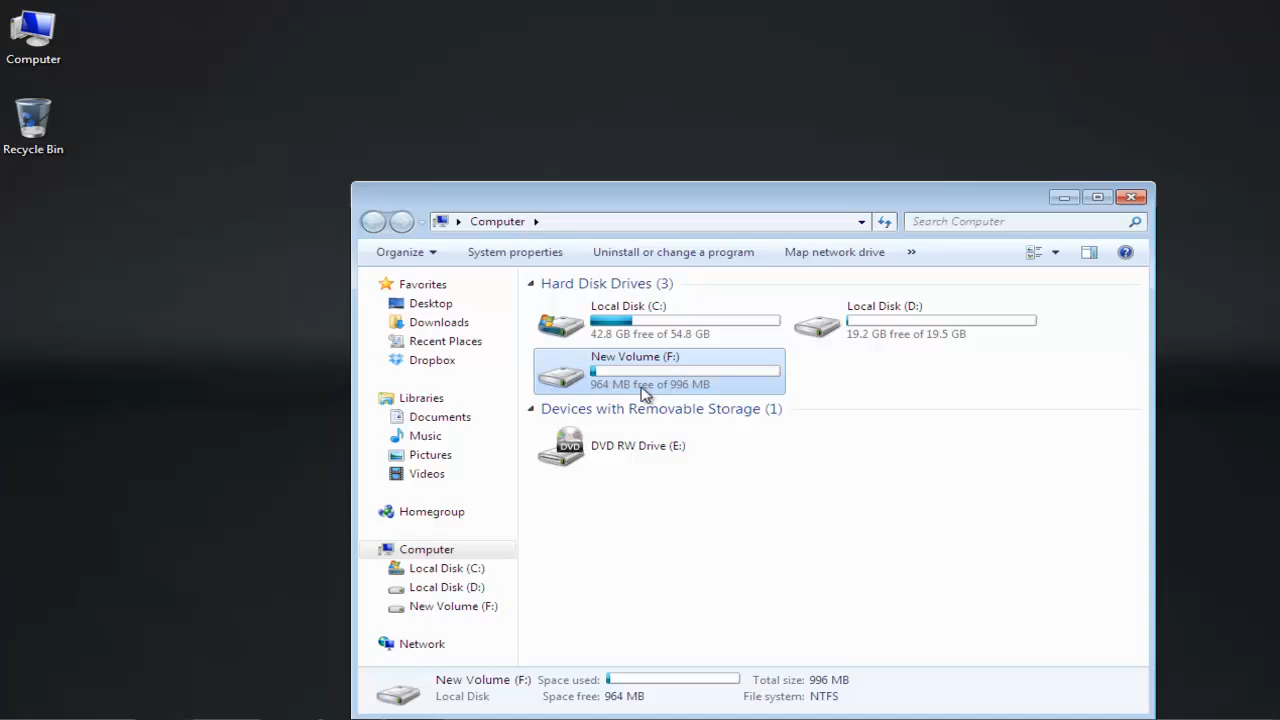 Computer
Recycle Bin
Computer
Search Computer
Organize
System properties
Uninstall or change a program
Map network drive
»
Favorites
Desktop
Downloads
Recent Places
Dropbox
Libraries
Documents
Music
Pictures
Videos
Homegroup
Computer
Local Disk (C:)
Local Disk (D:)
New Volume (F:)
Network
Hard Disk Drives (3)
Local Disk (C:)
42.8 GB free of 54.8 GB
Local Disk (D:)
19.2 GB free of 19.5 GB
New Volume (F:)
964 MB free of 996 MB
Devices with Removable Storage (1)
DVD
DVD RW Drive (E:)
New Volume (F:) Space used: Total size: 996 MB
Local Disk Space free: 964 MB File system: NTFS